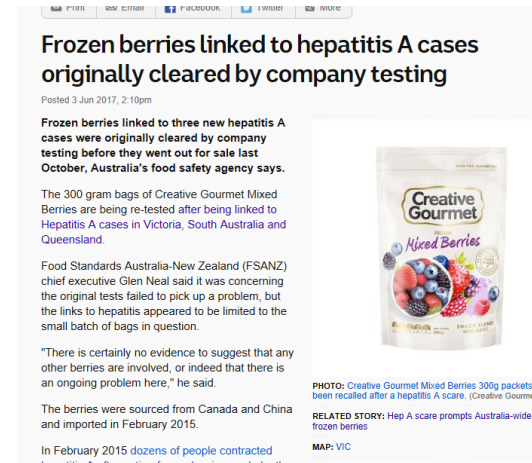 Print Email Facebook Twitter More
Frozen berries linked to hepatitis A cases
originally cleared by company testing
Posted 3 Jun 2017, 2:10pm
Frozen berries linked to three new hepatitis A
cases were originally cleared by company
testing before they went out for sale last
October, Australia's food safety agency says.
The 300 gram bags of Creative Gourmet Mixed
Berries are being re-tested after being linked to
Hepatitis A cases in Victoria, South Australia and
Queensland.
Food Standards Australia-New Zealand (FSANZ)
chief executive Glen Neal said it was concerning
the original tests failed to pick up a problem, but
the links to hepatitis appeared to be limited to the
small batch of bags in question.
"There is certainly no evidence to suggest that any
other berries are involved, or indeed that there is
an ongoing problem here," he said.
The berries were sourced from Canada and China
and imported in February 2015.
In February 2015 dozens of people contracted
Creative
Gourmet
FROZEN
Mixed Berries
PHOTO: Creative Gourmet Mixed Berries 300g packets
been recalled after a hepatitis A scare. (Creative Gourme
RELATED STORY: Hep A scare prompts Australia-wide
frozen berries
MAP: VIC